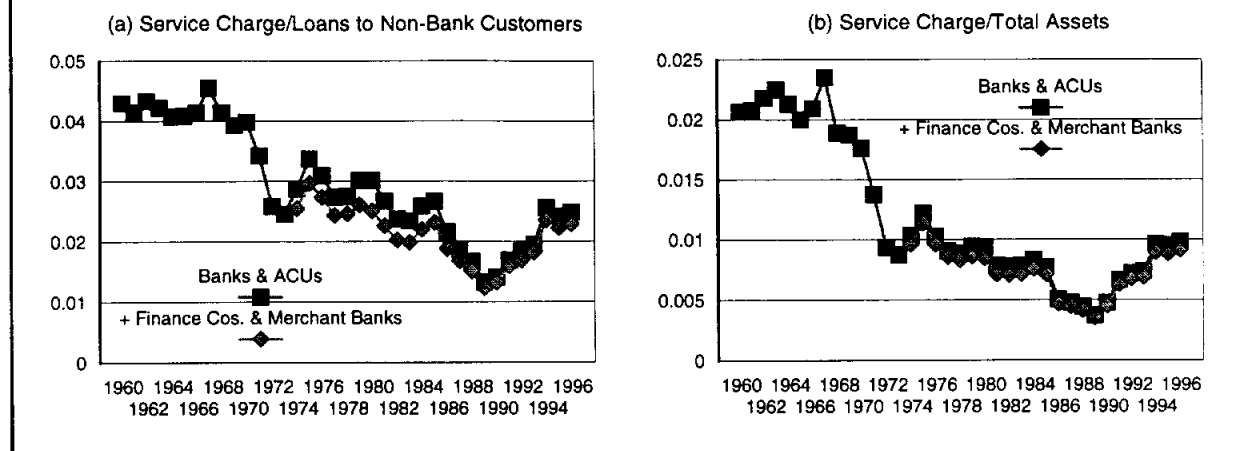 (a) Service Charge/Loans to Non-Bank Customers
0.05
0.04
0.03
0.02
0.01
0
Banks & ACUs
+ Finance Cos. & Merchant Banks
1960 1964 1968 1972 1976 1980 1984 1988 1992 1996
1962 1966 1970 1974 1978 1982 1986 1990 1994
(b) Service Charge/Total Assets
0.025
0.02
0.015
0.01
0.005
0
Banks & ACUs
+ Finance Cos. & Merchant Banks
1960 1964 1968 1972 1976 1980 1984 1988 1992 1996
1962 1966 1970 1974 1978 1982 1986 1990 1994